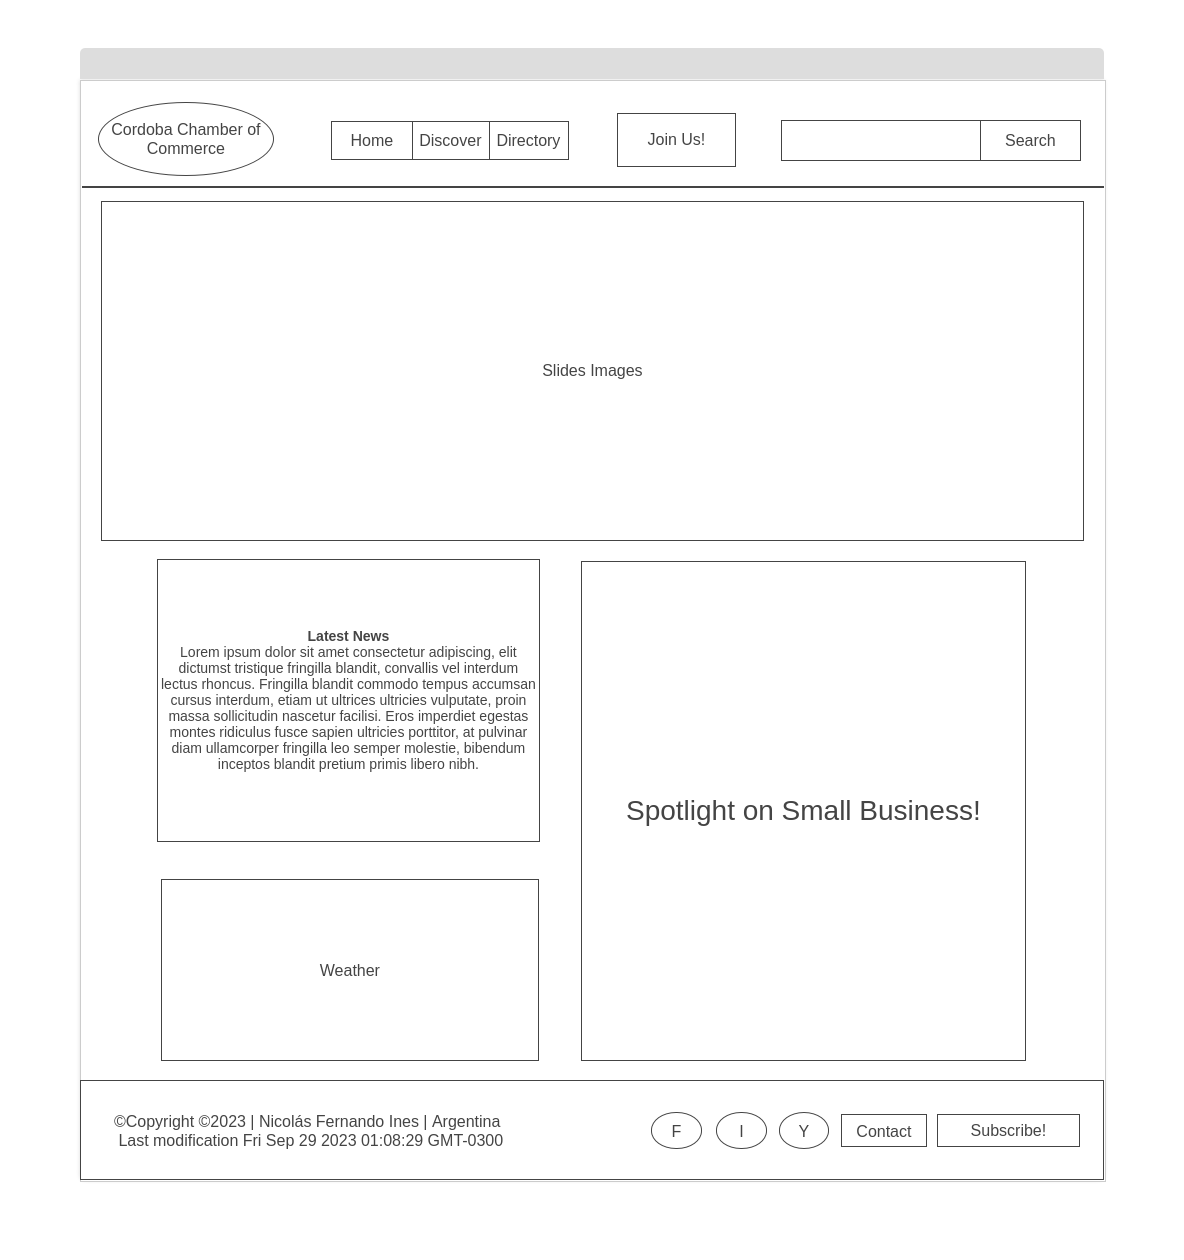 Cordoba Chamber of
Commerce
Home
Discover
Directory
Join Us!
Search
Slides Images
Latest News
Lorem ipsum dolor sit amet consectetur adipiscing, elit
dictumst tristique fringilla blandit, convallis vel interdum
lectus rhoncus. Fringilla blandit commodo tempus accumsan
cursus interdum, etiam ut ultrices ultricies vulputate, proin
massa sollicitudin nascetur facilisi. Eros imperdiet egestas
montes ridiculus fusce sapien ultricies porttitor, at pulvinar
diam ullamcorper fringilla leo semper molestie, bibendum
inceptos blandit pretium primis libero nibh.
Spotlight on Small Business!
Weather
©Copyright ©2023 | Nicolás Fernando Ines | Argentina
Last modification Fri Sep 29 2023 01:08:29 GMT-0300
F
I
Y
Contact
Subscribe!